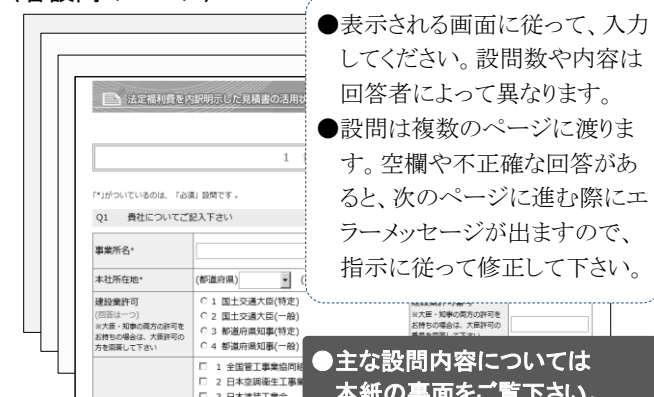 ●表示される画面に従って、入力
してください。設問数や内容は
回答者によって異なります。
●設問は複数のページに渡りま
す。空欄や不正確な回答があ
ると、次のページに進む際にエ
ラーメッセージが出ますので、
指示に従って修正して下さい。
法定福利費を内訳明示した見積書の活用状
1
「*」がついているのは、「必須」設問です。
Q1 貴社についてご記入下さい
事業所名*
本社所在地* (都道府県)
建設業許可
(回答は一つ)
※大臣・知事の両方の許可を
お持ちの場合は、大臣許可の
方を回答して下さい
1 国土交通大臣(特定)
2 国土交通大臣(一般)
3 都道府県知事(特定)
4 都道府県知事(一般)
※大臣・知事の両方の許可を
お持ちの場合は、大臣許可の
1 全国管工事業協同組
2 日本空調衛生工事業
3 日本塗装工業会
●主な設問内容については
本紙の裏面をご覧下さい。